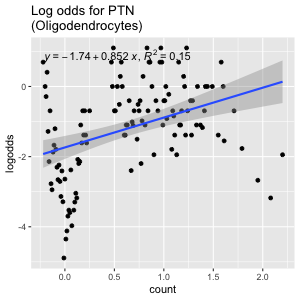 Log odds for PTN
(Oligodendrocytes)
y = −1.74 + 0.852 x, R² = 0.15
logodds
0
-2
-4
0.0 0.5 1.0 1.5 2.0
count